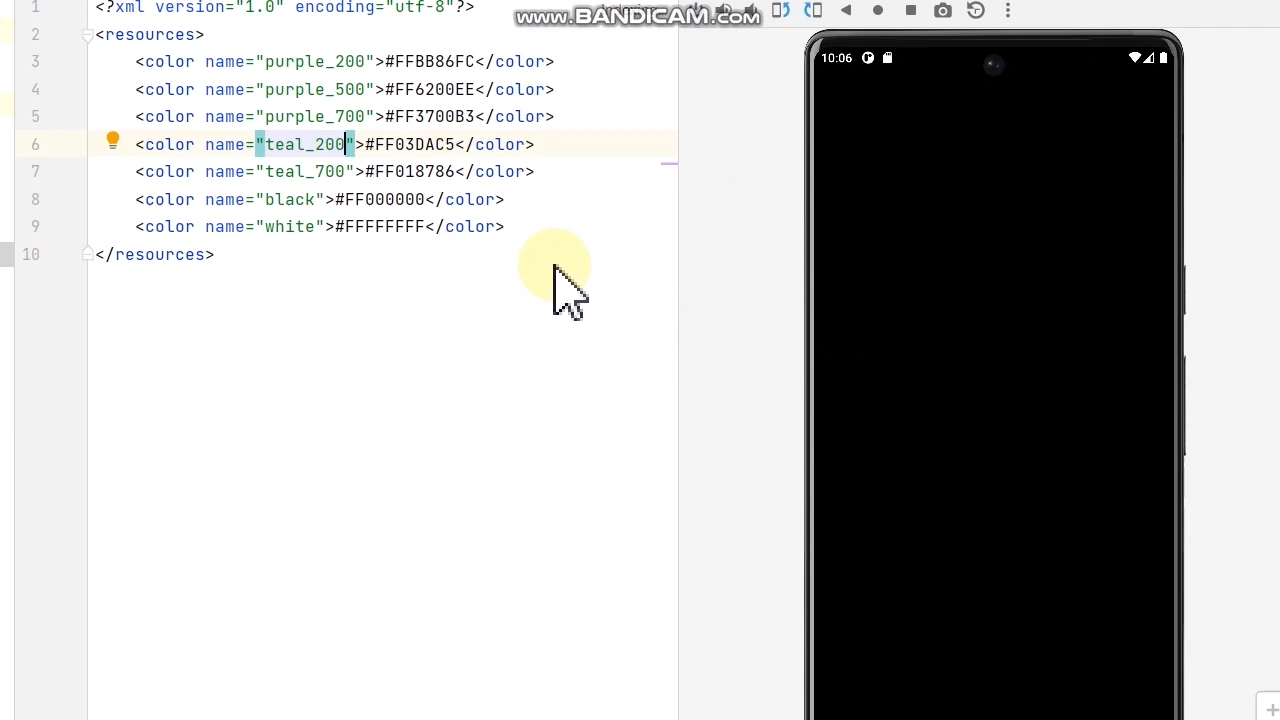 1 <?xml version="1.0" encoding="utf-8"?>
www.BANDICAM.com
2 <resources>
3 <color name="purple_200">#FFBB86FC</color>
4 <color name="purple_500">#FF6200EE</color>
5 <color name="purple_700">#FF3700B3</color>
6 <color name="teal_200">#FF03DAC5</color>
7 <color name="teal_700">#FF018786</color>
8 <color name="black">#FF000000</color>
9 <color name="white">#FFFFFFFF</color>
10 </resources>
10:06